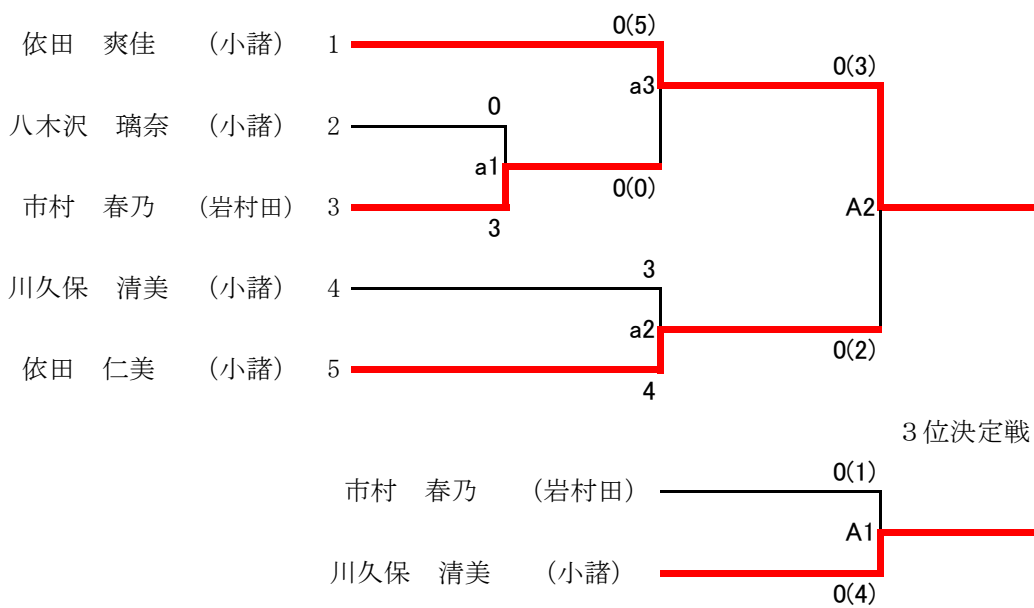 0(5)
依田　爽佳　（小諸）　1
0(3)
a3
0
八木沢　璃奈　（小諸）　2
a1
0(0)
市村　春乃　（岩村田）　3
A2
3
3
川久保　清美　（小諸）　4
a2
0(2)
依田　仁美　（小諸）　5
4
３位決定戦
0(1)
市村　春乃　（岩村田）
A1
川久保　清美　（小諸）
0(4)